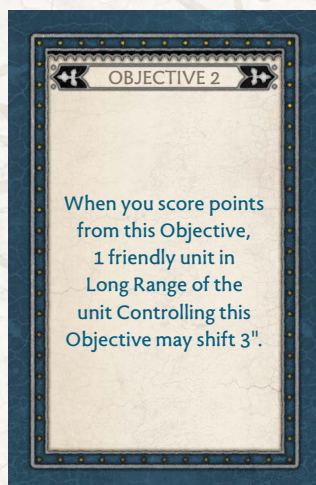 OBJECTIVE 2
When you score points
from this Objective,
1 friendly unit in
Long Range of the
unit Controlling this
Objective may shift 3".